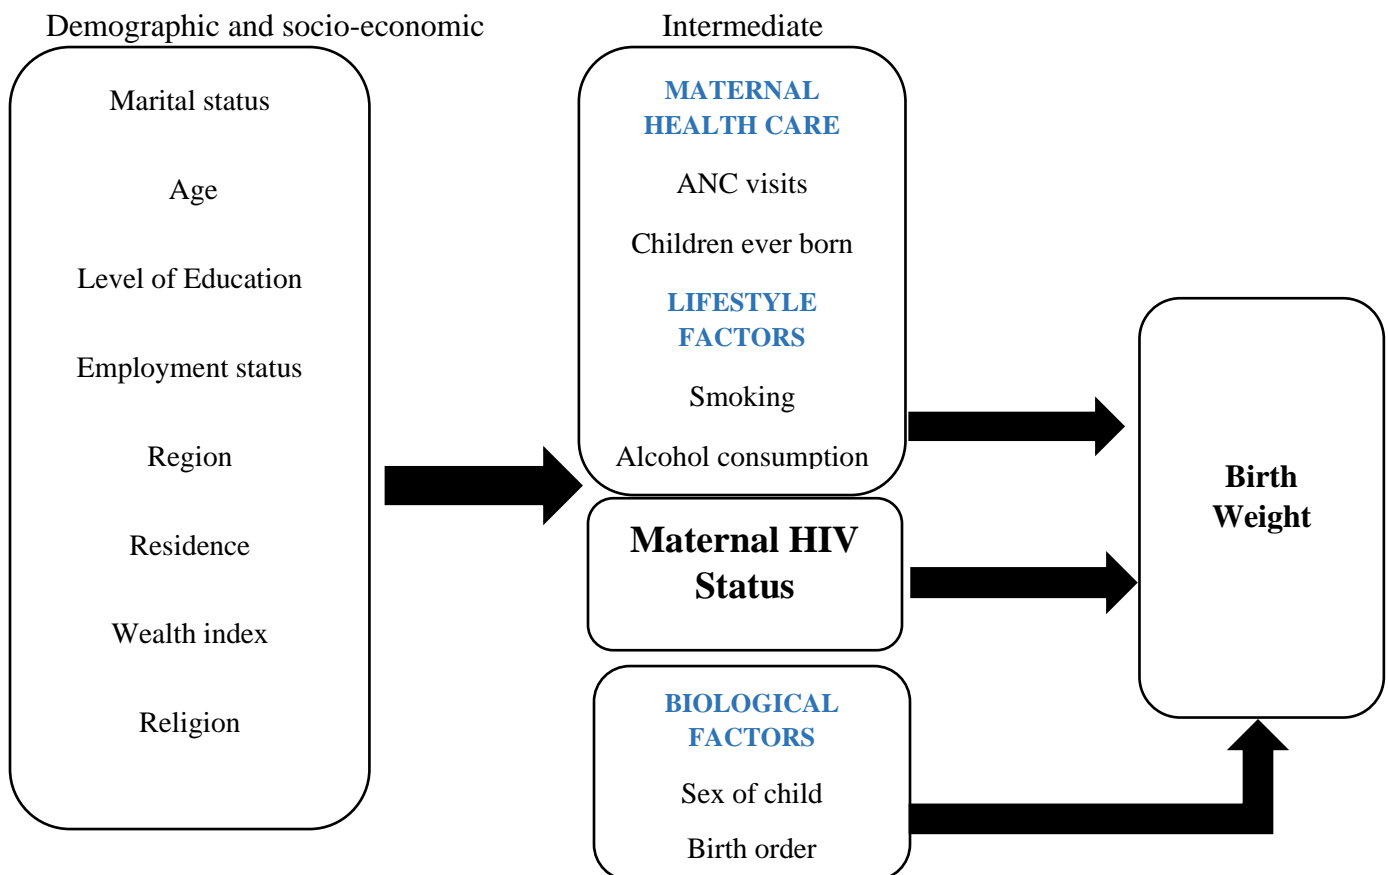 Demographic and socio-economic
Marital status
Age
Level of Education
Employment status
Region
Residence
Wealth index
Religion
Intermediate
MATERNAL
HEALTH CARE
ANC visits
Children ever born
LIFESTYLE
FACTORS
Smoking
Alcohol consumption
Maternal HIV
Status
BIOLOGICAL
FACTORS
Sex of child
Birth order
Birth
Weight